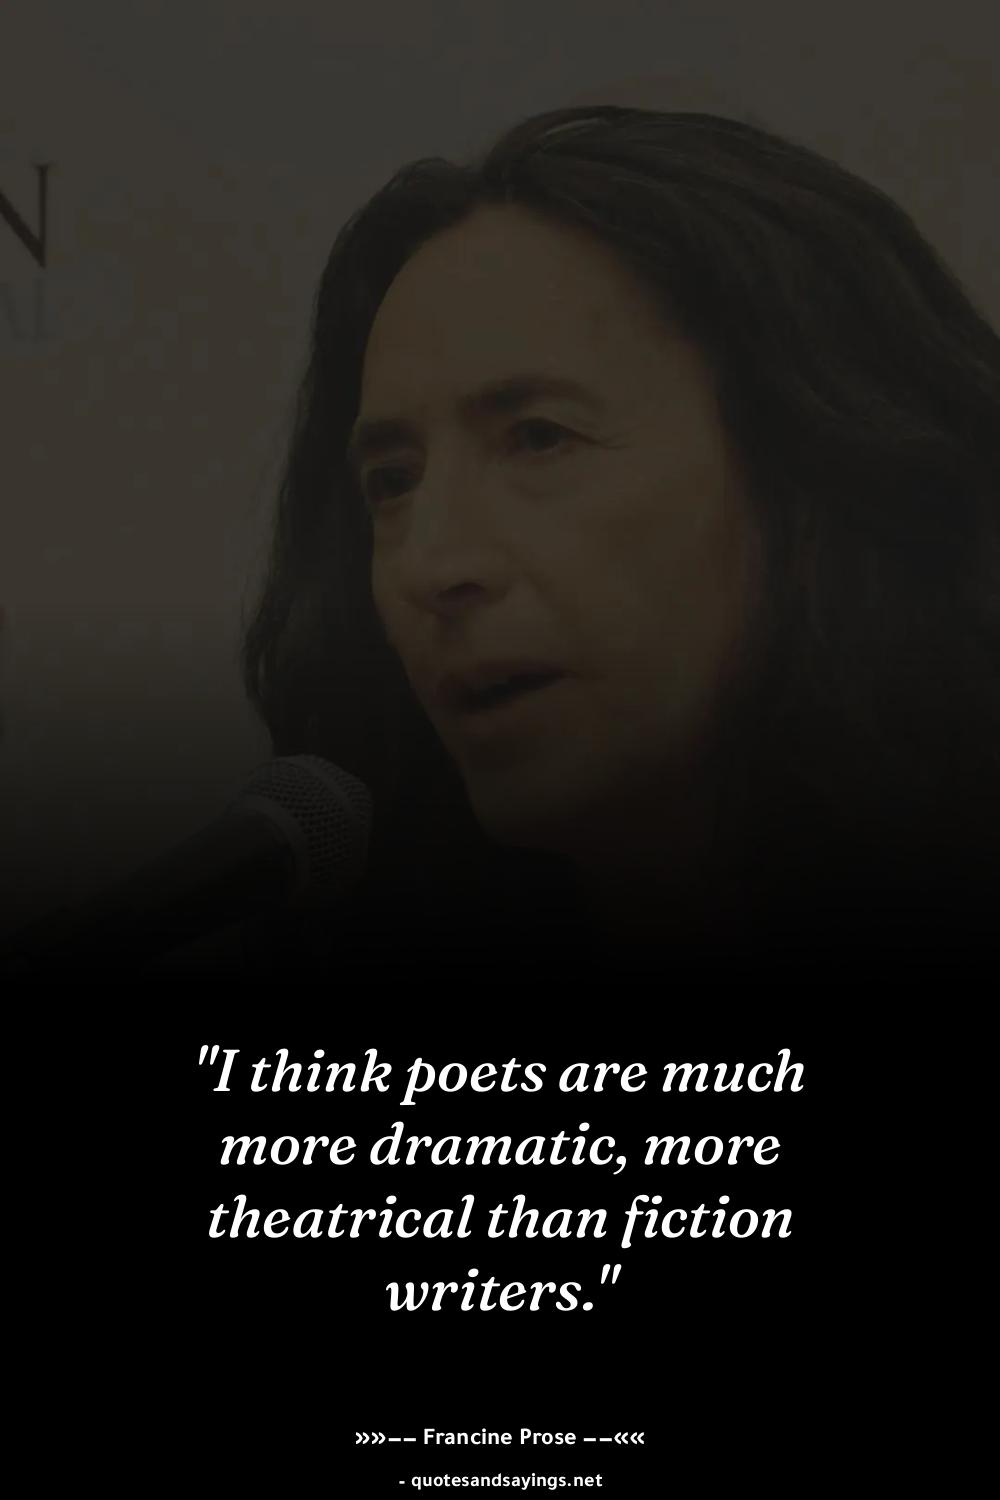 N
"I think poets are much
more dramatic, more
theatrical than fiction
writers."
»»–– Francine Prose ––««
- quotesandsayings.net